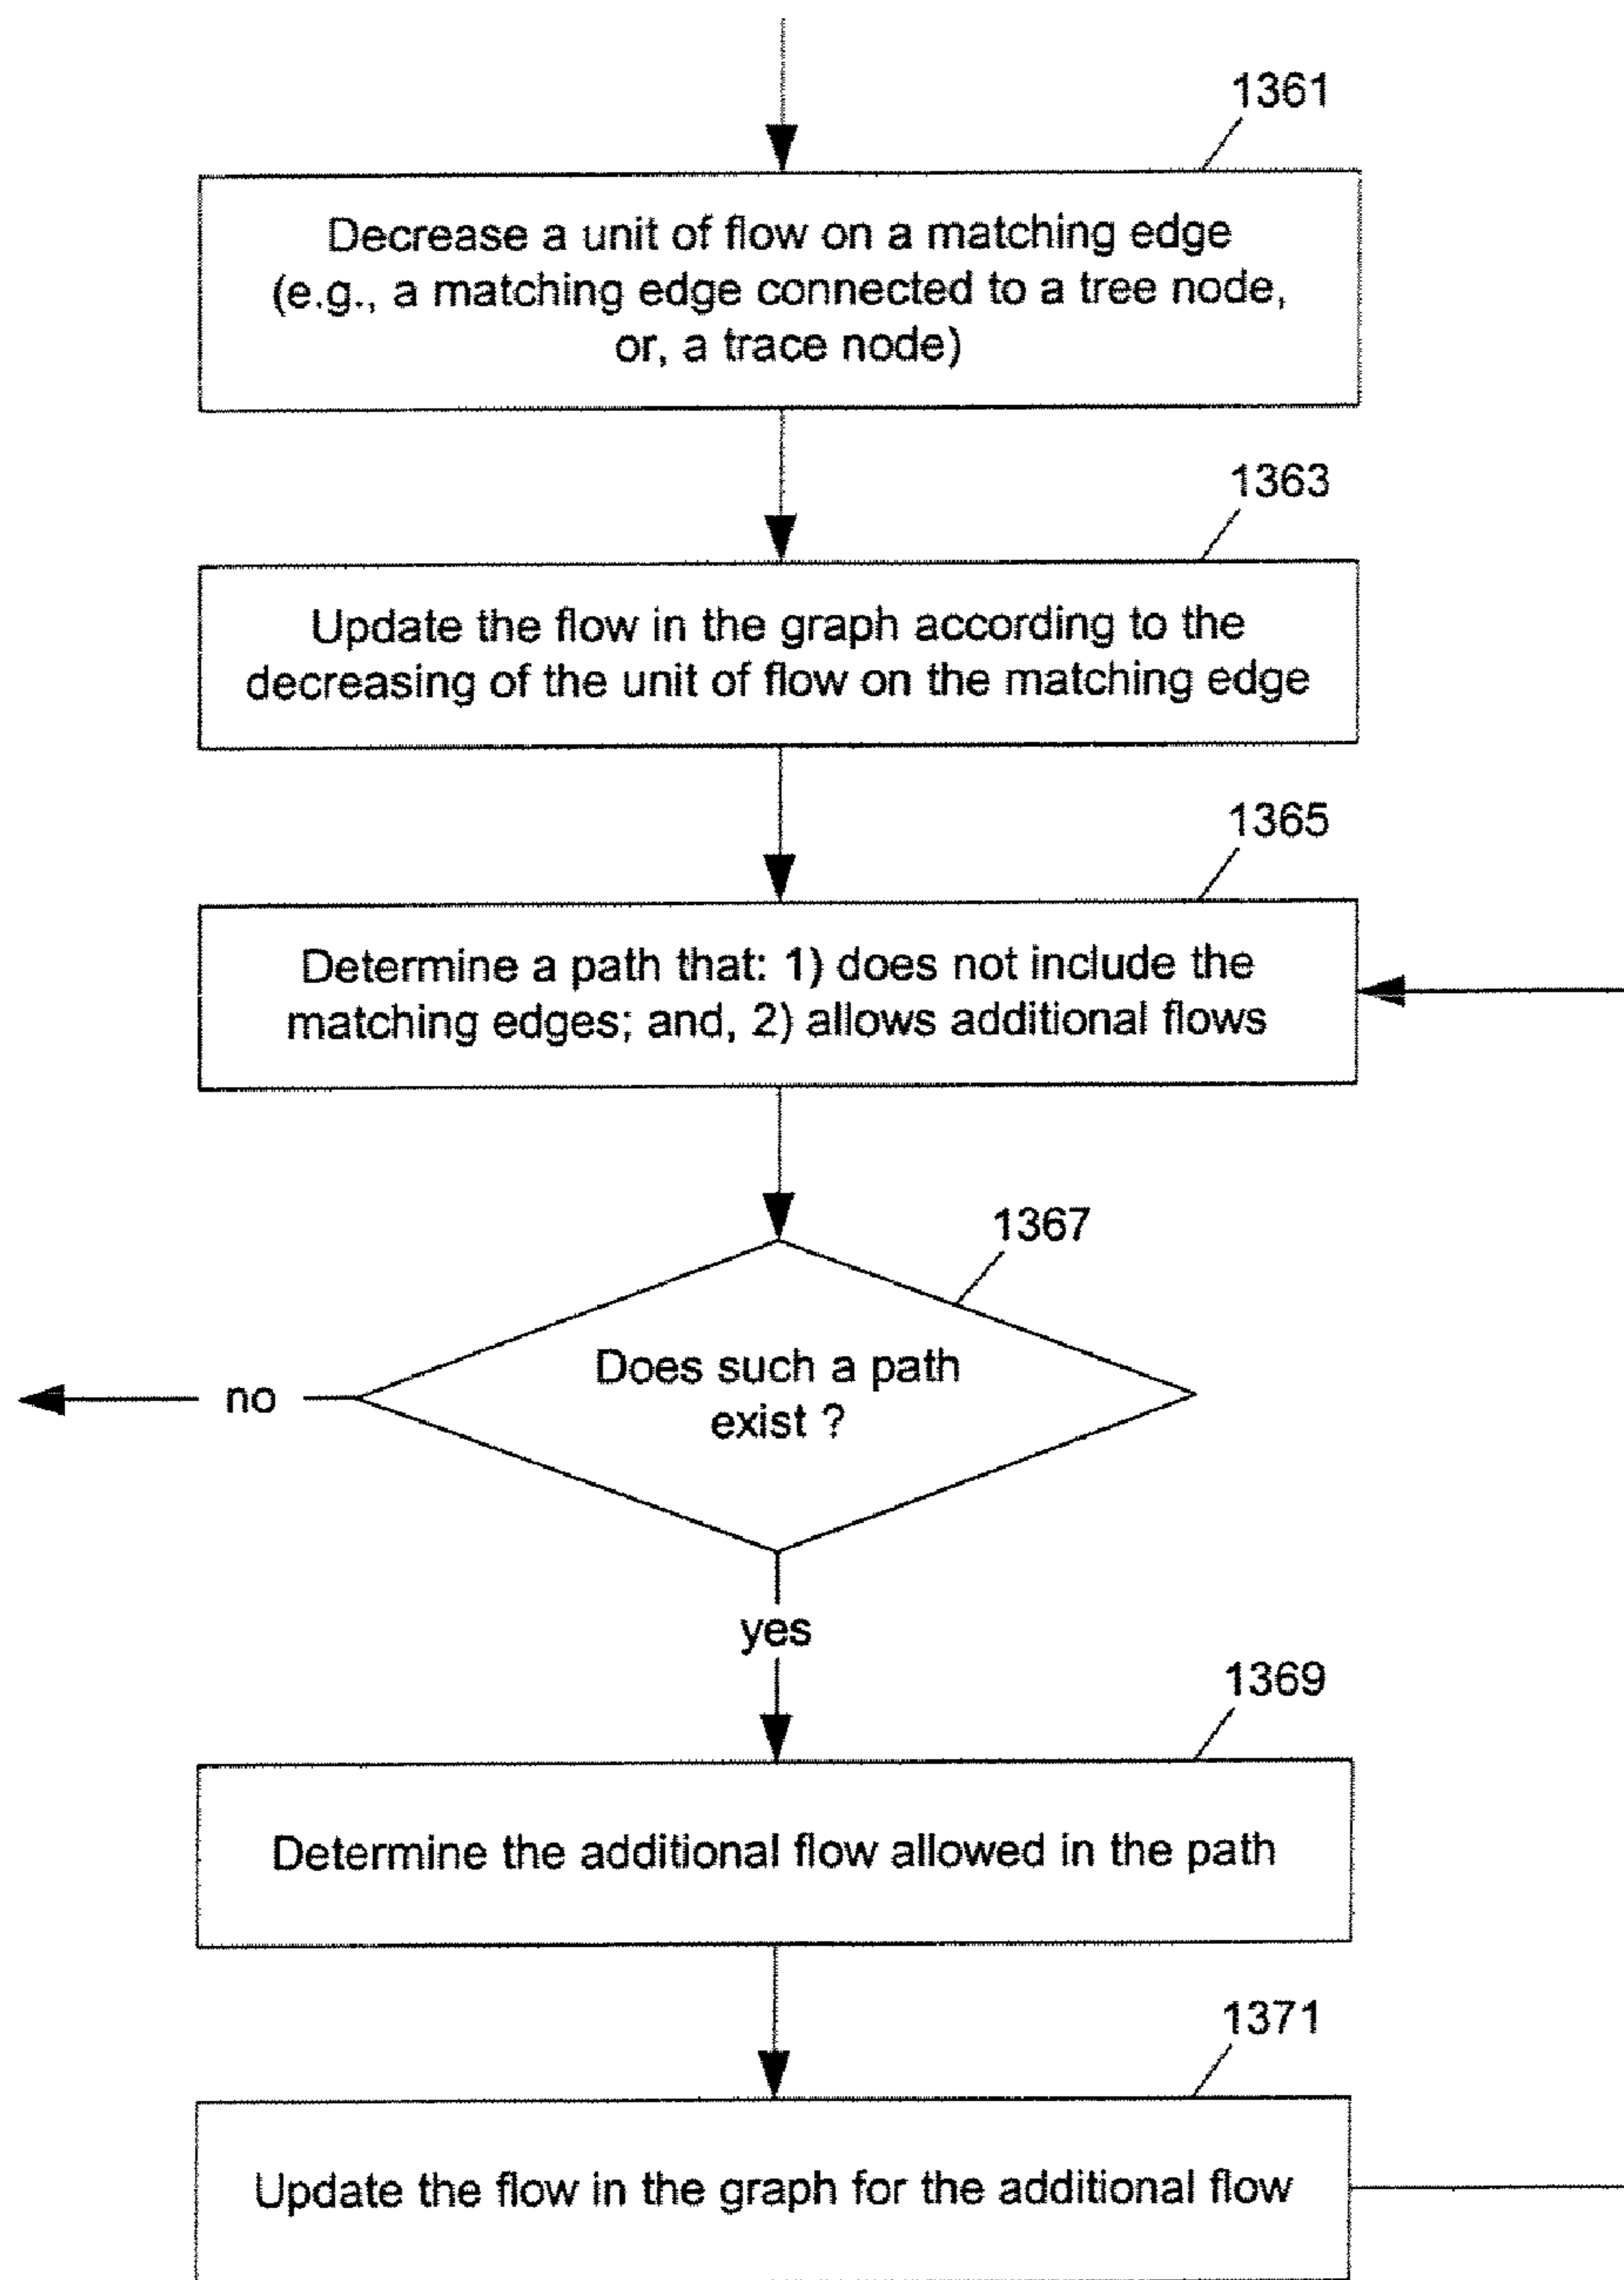 1361
Decrease a unit of flow on a matching edge
(e.g., a matching edge connected to a tree node,
or, a trace node)
1363
Update the flow in the graph according to the
decreasing of the unit of flow on the matching edge
1365
Determine a path that: 1) does not include the
matching edges; and, 2) allows additional flows
1367
Does such a path
exist ?
no
yes
1369
Determine the additional flow allowed in the path
1371
Update the flow in the graph for the additional flow